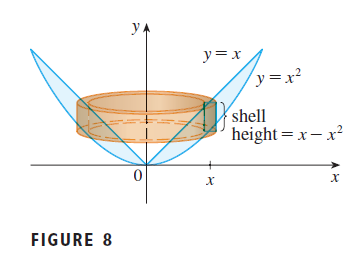 y
y = x
y = x²
shell
height = x − x²
0
x
x
FIGURE 8